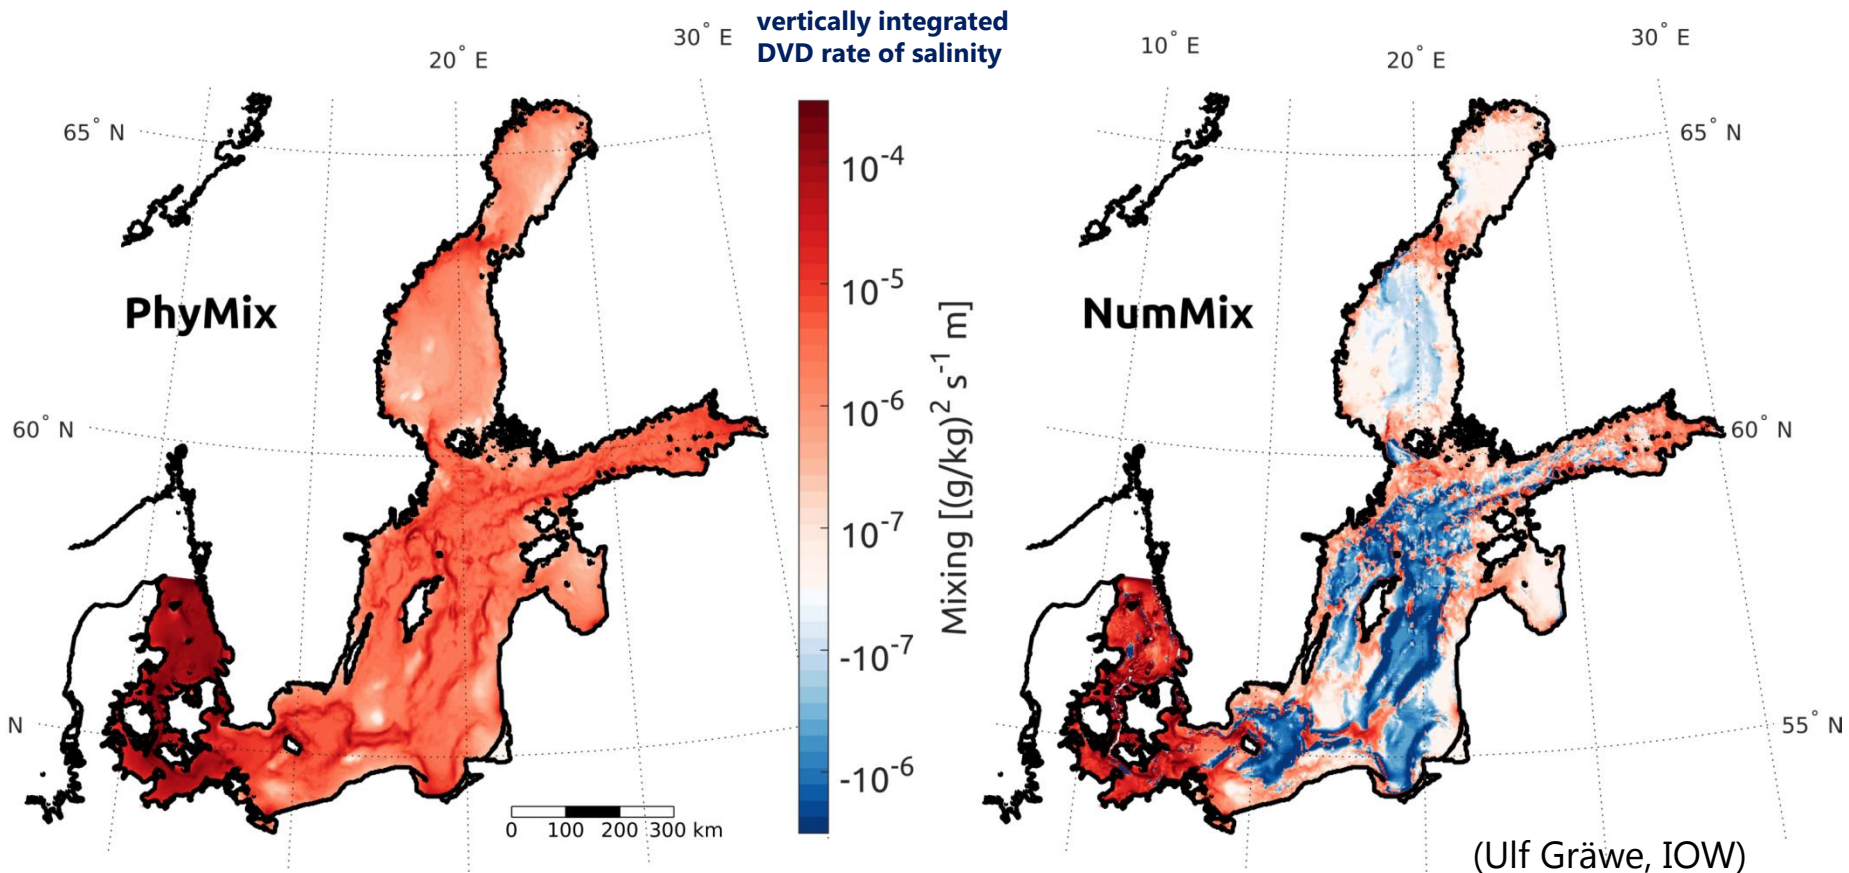 vertically integrated
DVD rate of salinity
20° E
30° E
10° E
20° E
30° E
65° N
65° N
10⁻⁴
10⁻⁵
10⁻⁶
10⁻⁷
-10⁻⁷
-10⁻⁶
Mixing [(g/kg)² s⁻¹ m]
PhyMix
NumMix
60° N
60° N
N
55° N
0 100 200 300 km
(Ulf Gräwe, IOW)